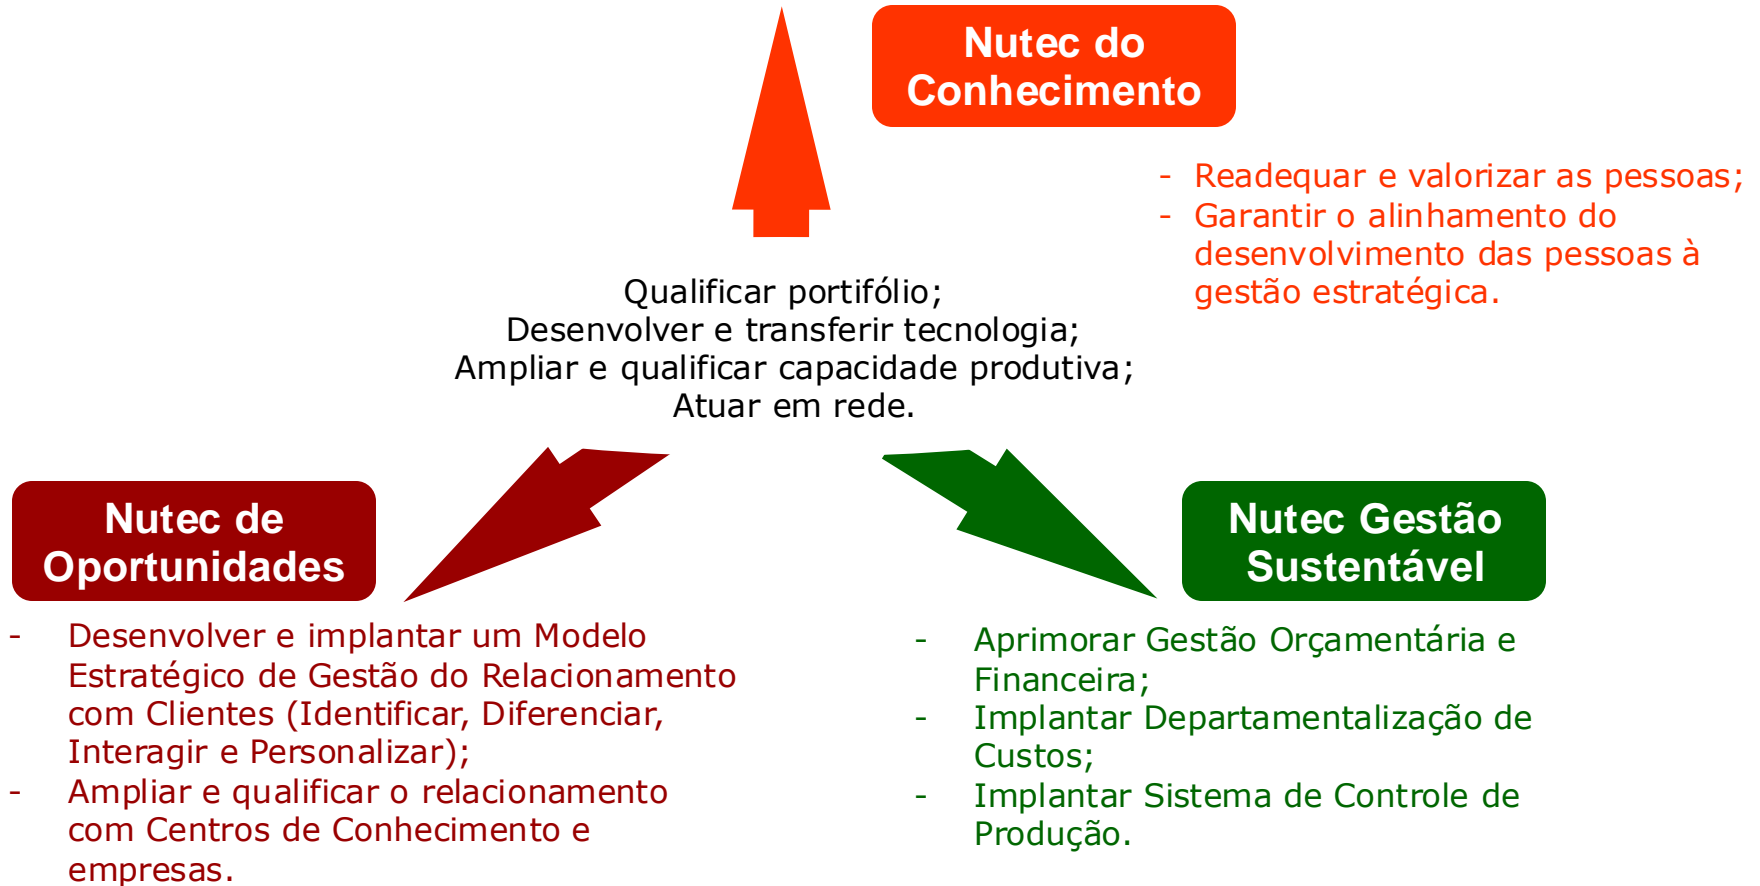 Nutec do
Conhecimento
- Readequar e valorizar as pessoas;
- Garantir o alinhamento do
desenvolvimento das pessoas à
gestão estratégica.
Qualificar portifólio;
Desenvolver e transferir tecnologia;
Ampliar e qualificar capacidade produtiva;
Atuar em rede.
Nutec de
Oportunidades
- Desenvolver e implantar um Modelo
Estratégico de Gestão do Relacionamento
com Clientes (Identificar, Diferenciar,
Interagir e Personalizar);
- Ampliar e qualificar o relacionamento
com Centros de Conhecimento e
empresas.
Nutec Gestão
Sustentável
- Aprimorar Gestão Orçamentária e
Financeira;
- Implantar Departamentalização de
Custos;
- Implantar Sistema de Controle de
Produção.